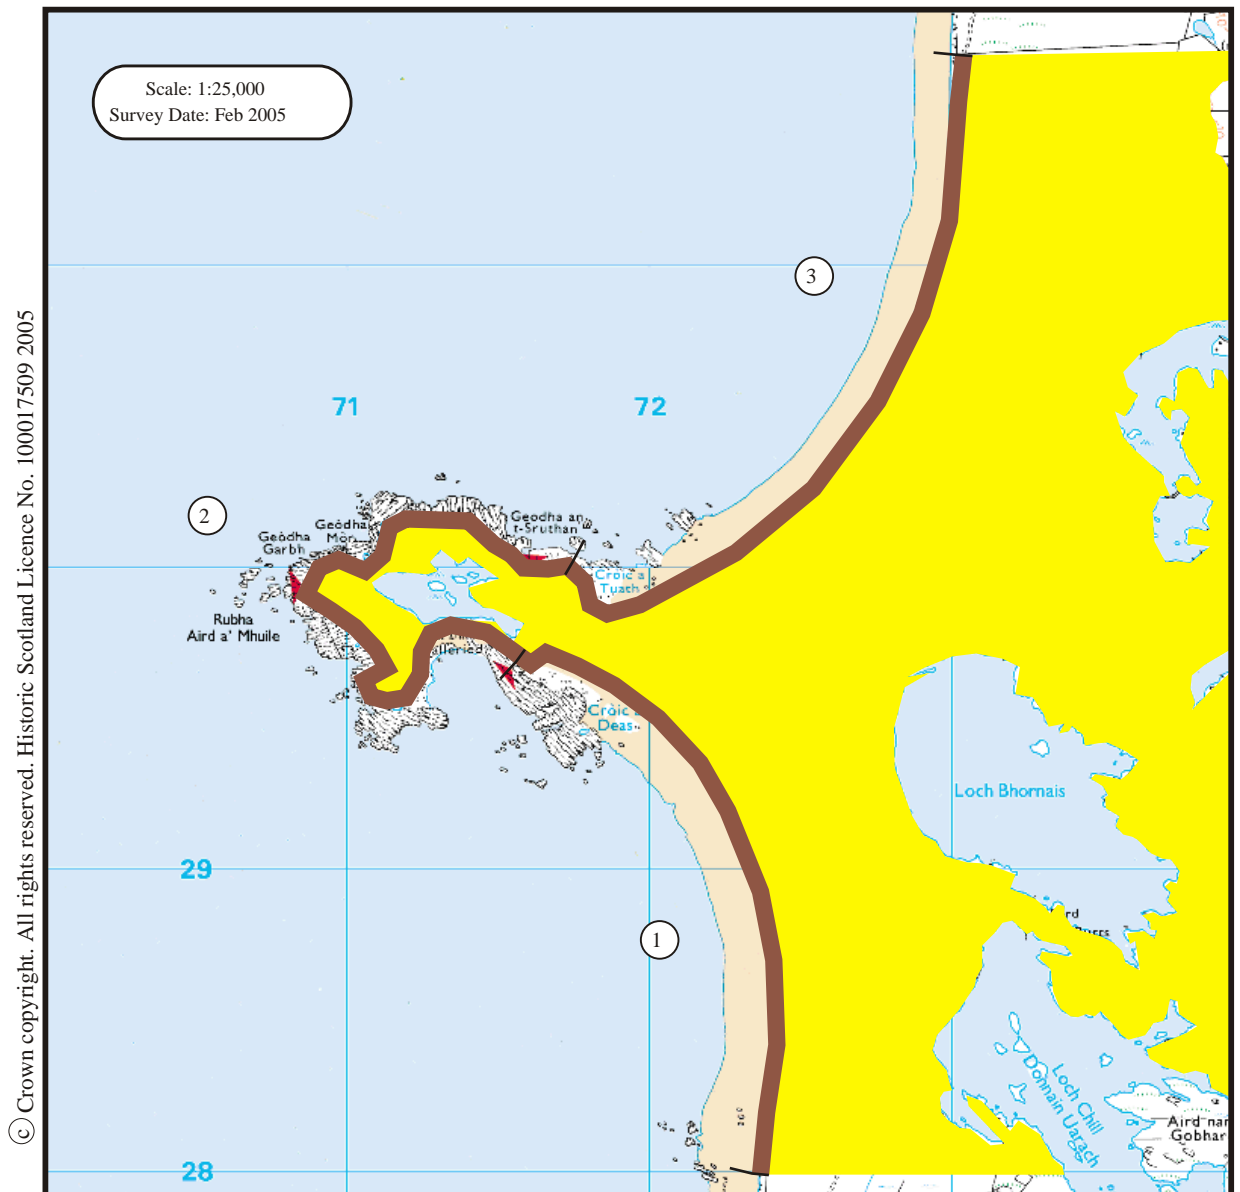 Scale: 1:25,000
Survey Date: Feb 2005
3
71
72
2
Geodha an
t-Sruthan
Geòdha
Mòr
Geòdha
Garbh
Cròic a
Tuath
Rubha
Aird a' Mhuile
Cròic
Deas
Loch Bhornais
29
1
Loch Chill
Donnain Uarach
Aird nan
Gobhar
28
© Crown copyright. All rights reserved. Historic Scotland Licence No. 100017509 2005